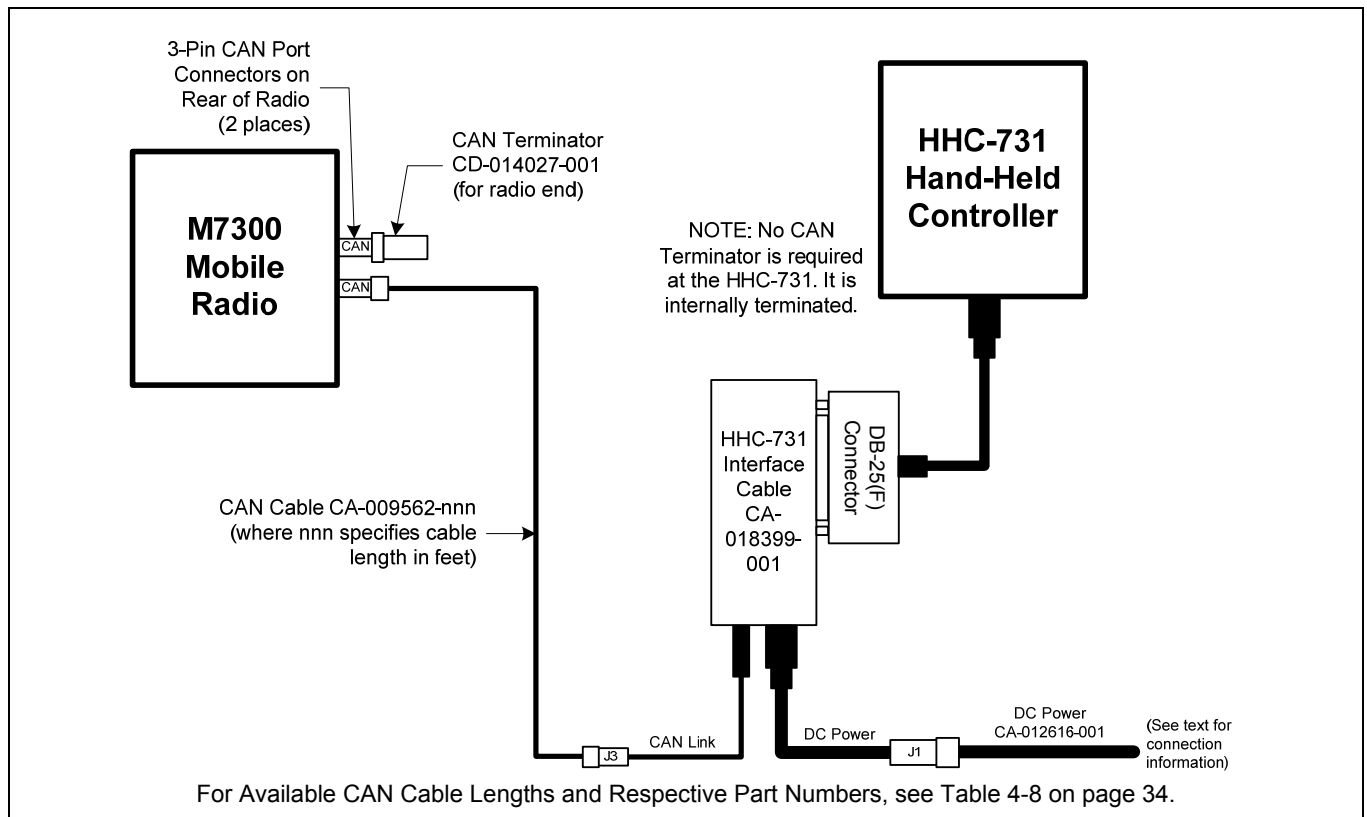 3-Pin CAN Port
Connectors on
Rear of Radio
(2 places)
CAN Terminator
CD-014027-001
(for radio end)
M7300
Mobile
Radio
CAN
CAN
HHC-731
Hand-Held
Controller
NOTE: No CAN
Terminator is required
at the HHC-731. It is
internally terminated.
HHC-731
Interface
Cable
CA-
018399-
001
DB-25(F)
Connector
CAN Cable CA-009562-nnn
(where nnn specifies cable
length in feet)
J3
CAN Link
DC Power
J1
DC Power
CA-012616-001
(See text for
connection
information)
For Available CAN Cable Lengths and Respective Part Numbers, see Table 4-8 on page 34.